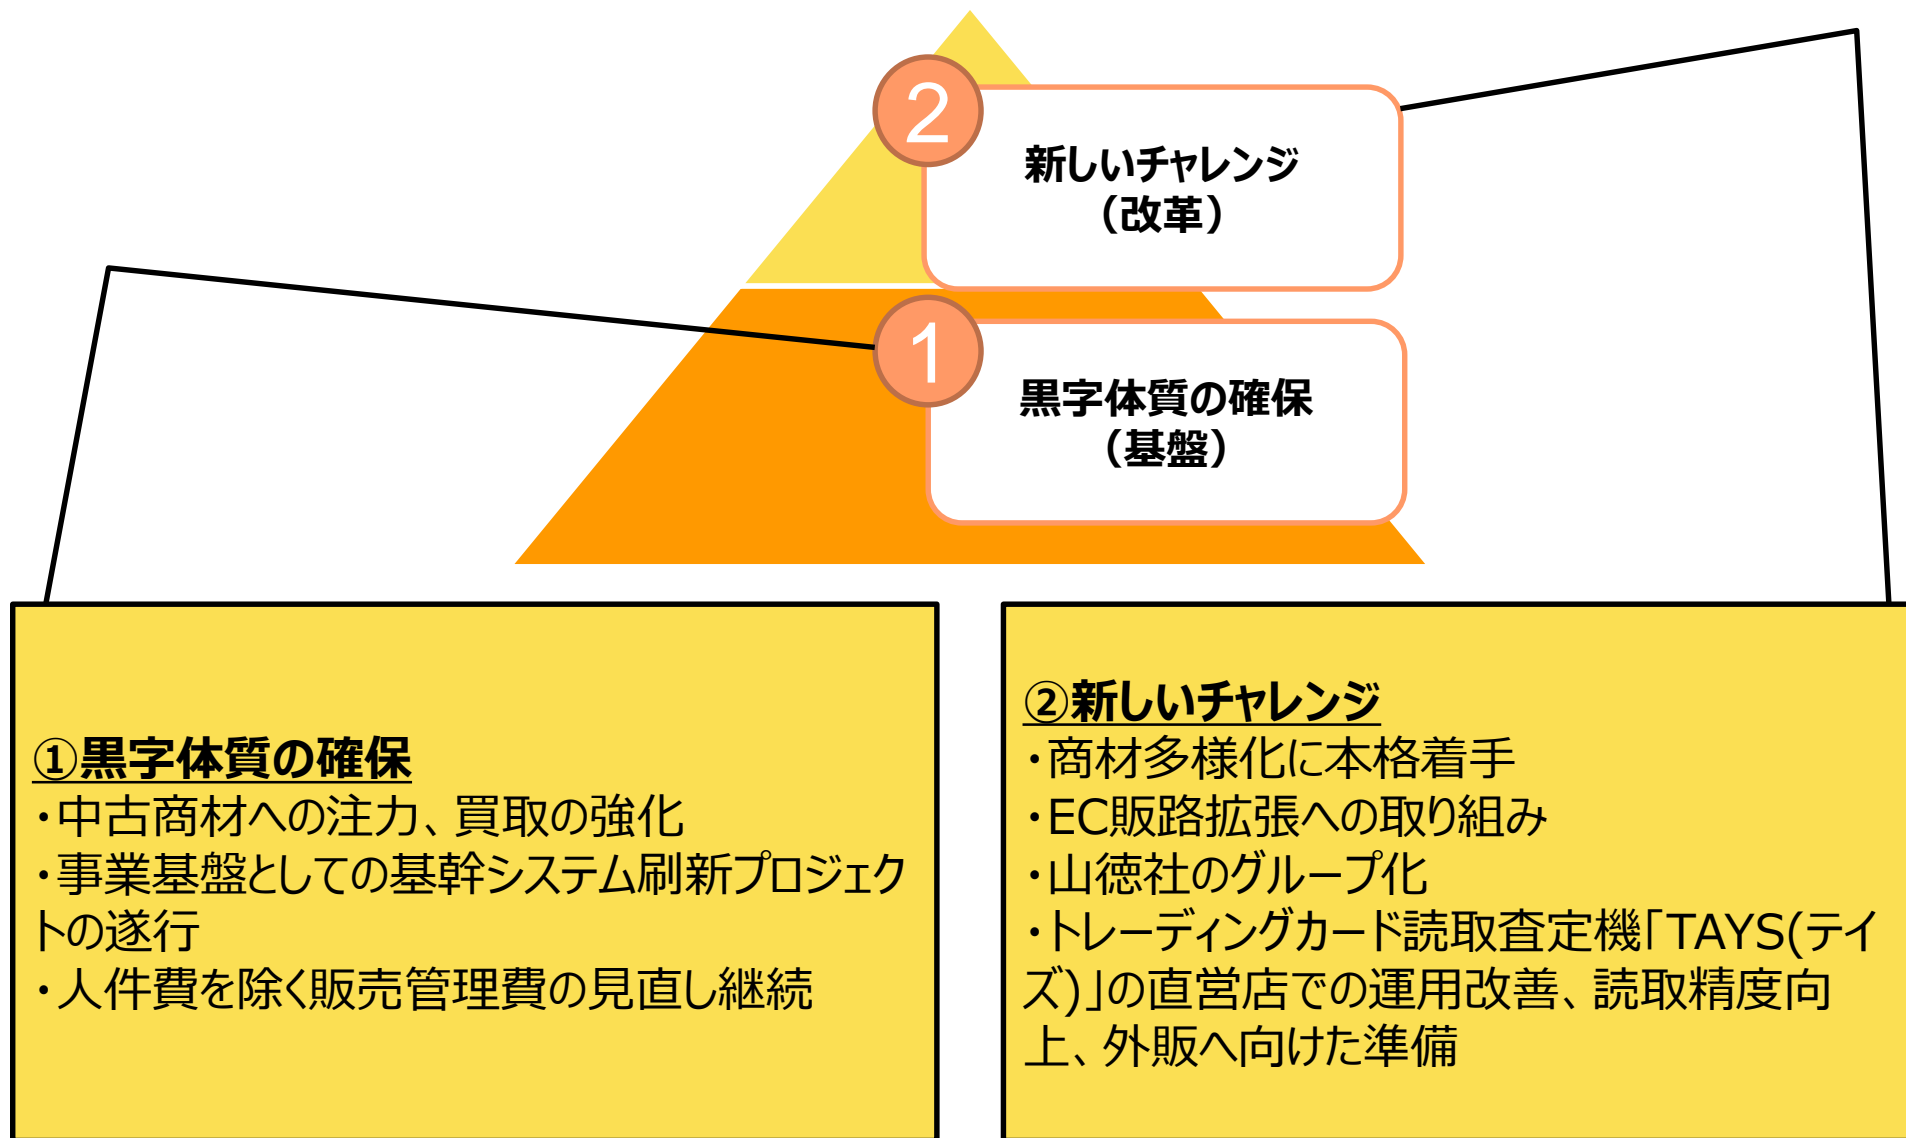 2
新しいチャレンジ
（改革）
1
黒字体質の確保
（基盤）
①黒字体質の確保
・中古商材への注力、買取の強化
・事業基盤としての基幹システム刷新プロジェク
トの遂行
・人件費を除く販売管理費の見直し継続
②新しいチャレンジ
・商材多様化に本格着手
・EC販路拡張への取り組み
・山徳社のグループ化
・トレーディングカード読取査定機「TAYS(テイ
ズ)」の直営店での運用改善、読取精度向
上、外販へ向けた準備